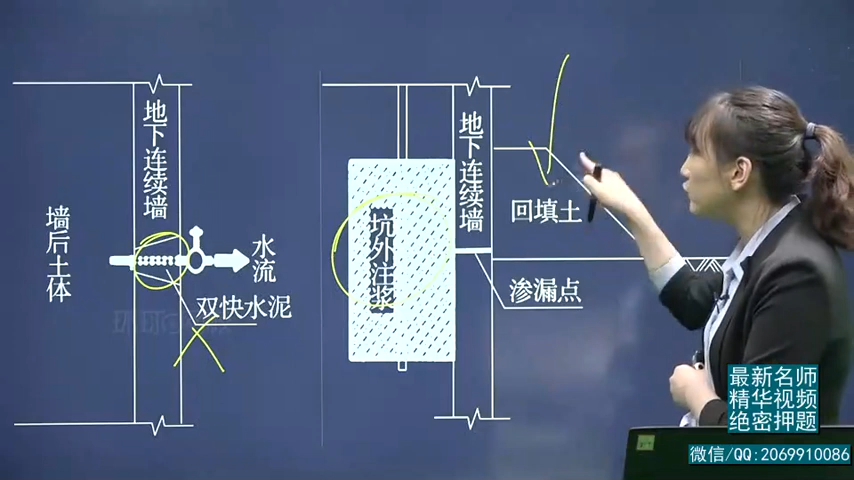 地下连续墙
墙后土体
水流
双快水泥
地下连续墙
坑外注浆
回填土
渗漏点
最新名师
精华视频
绝密押题
微信/QQ:2069910086